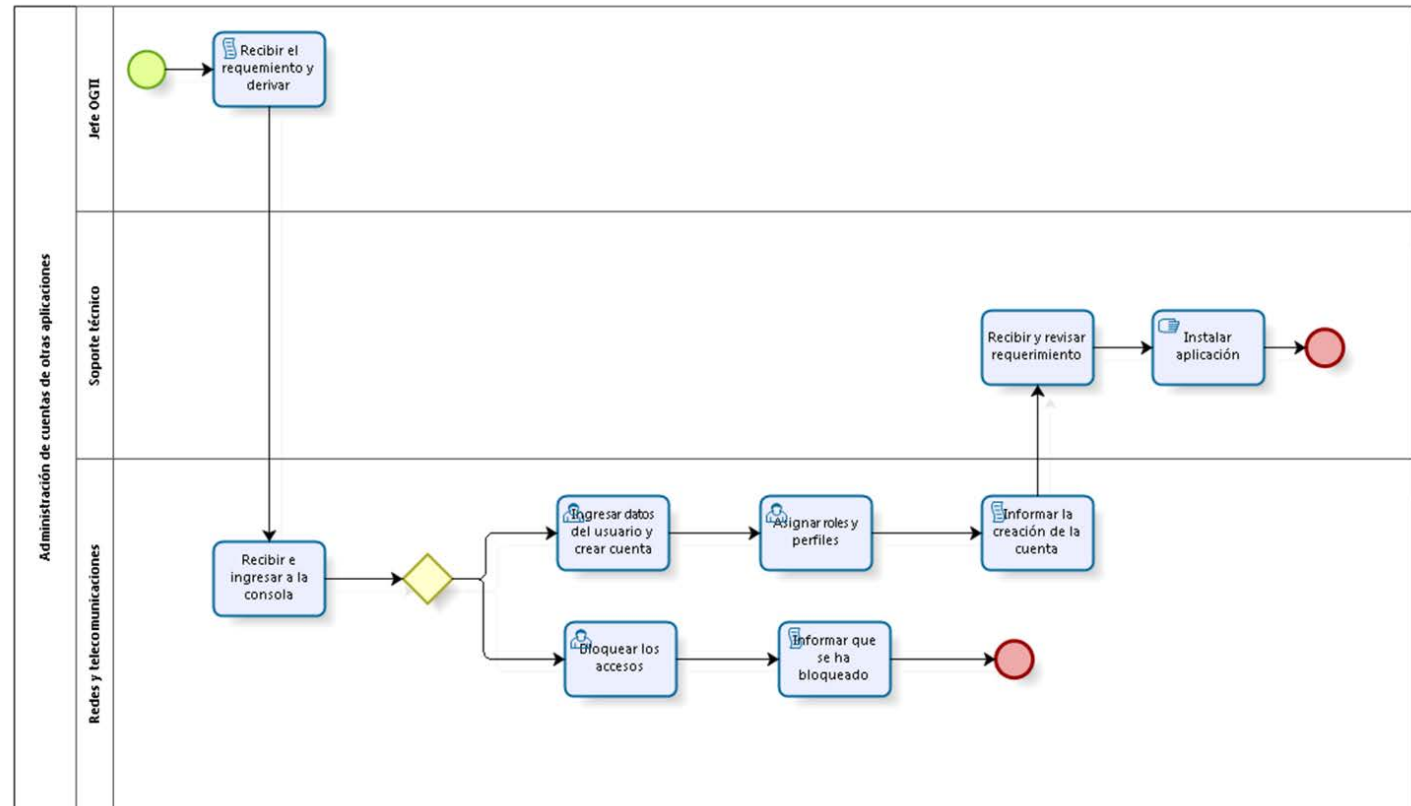 Administración de cuentas de otras aplicaciones
Jefe OGTI
Recibir el
requemiento y
derivar
Soporte técnico
Recibir y revisar
requerimiento
Instalar
aplicación
Redes y telecomunicaciones
Recibir e
ingresar a la
consola
Ingresar datos
del usuario y
crear cuenta
Asignar roles y
perfiles
Informar la
creación de la
cuenta
Bloquear los
accesos
Informar que
se ha
bloqueado